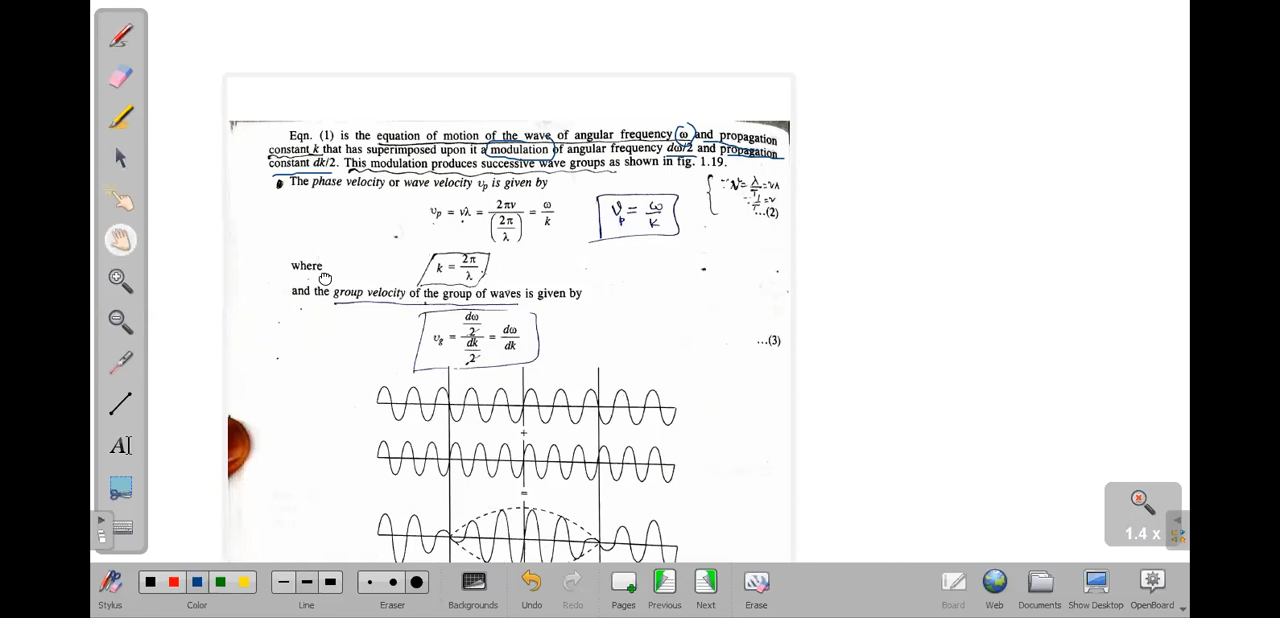 Eqn. (1) is the equation of motion of the wave of angular frequency ω and propagation
constant k that has superimposed upon it a modulation of angular frequency dω/2 and propagation
constant dk/2. This modulation produces successive wave groups as shown in fig. 1.19.
The phase velocity or wave velocity υp is given by
υp = νλ = 2πν / (2π/λ) = ω/k
Vp = ω/K
...(2)
where
k = 2π/λ
and the group velocity of the group of waves is given by
υg = (dω/2)/(dk/2) = dω/dk
...(3)
+
=
1.4 x
Stylus
Color
Line
Eraser
Backgrounds
Undo
Redo
Pages
Previous
Next
Erase
Board
Web
Documents
Show Desktop
OpenBoard